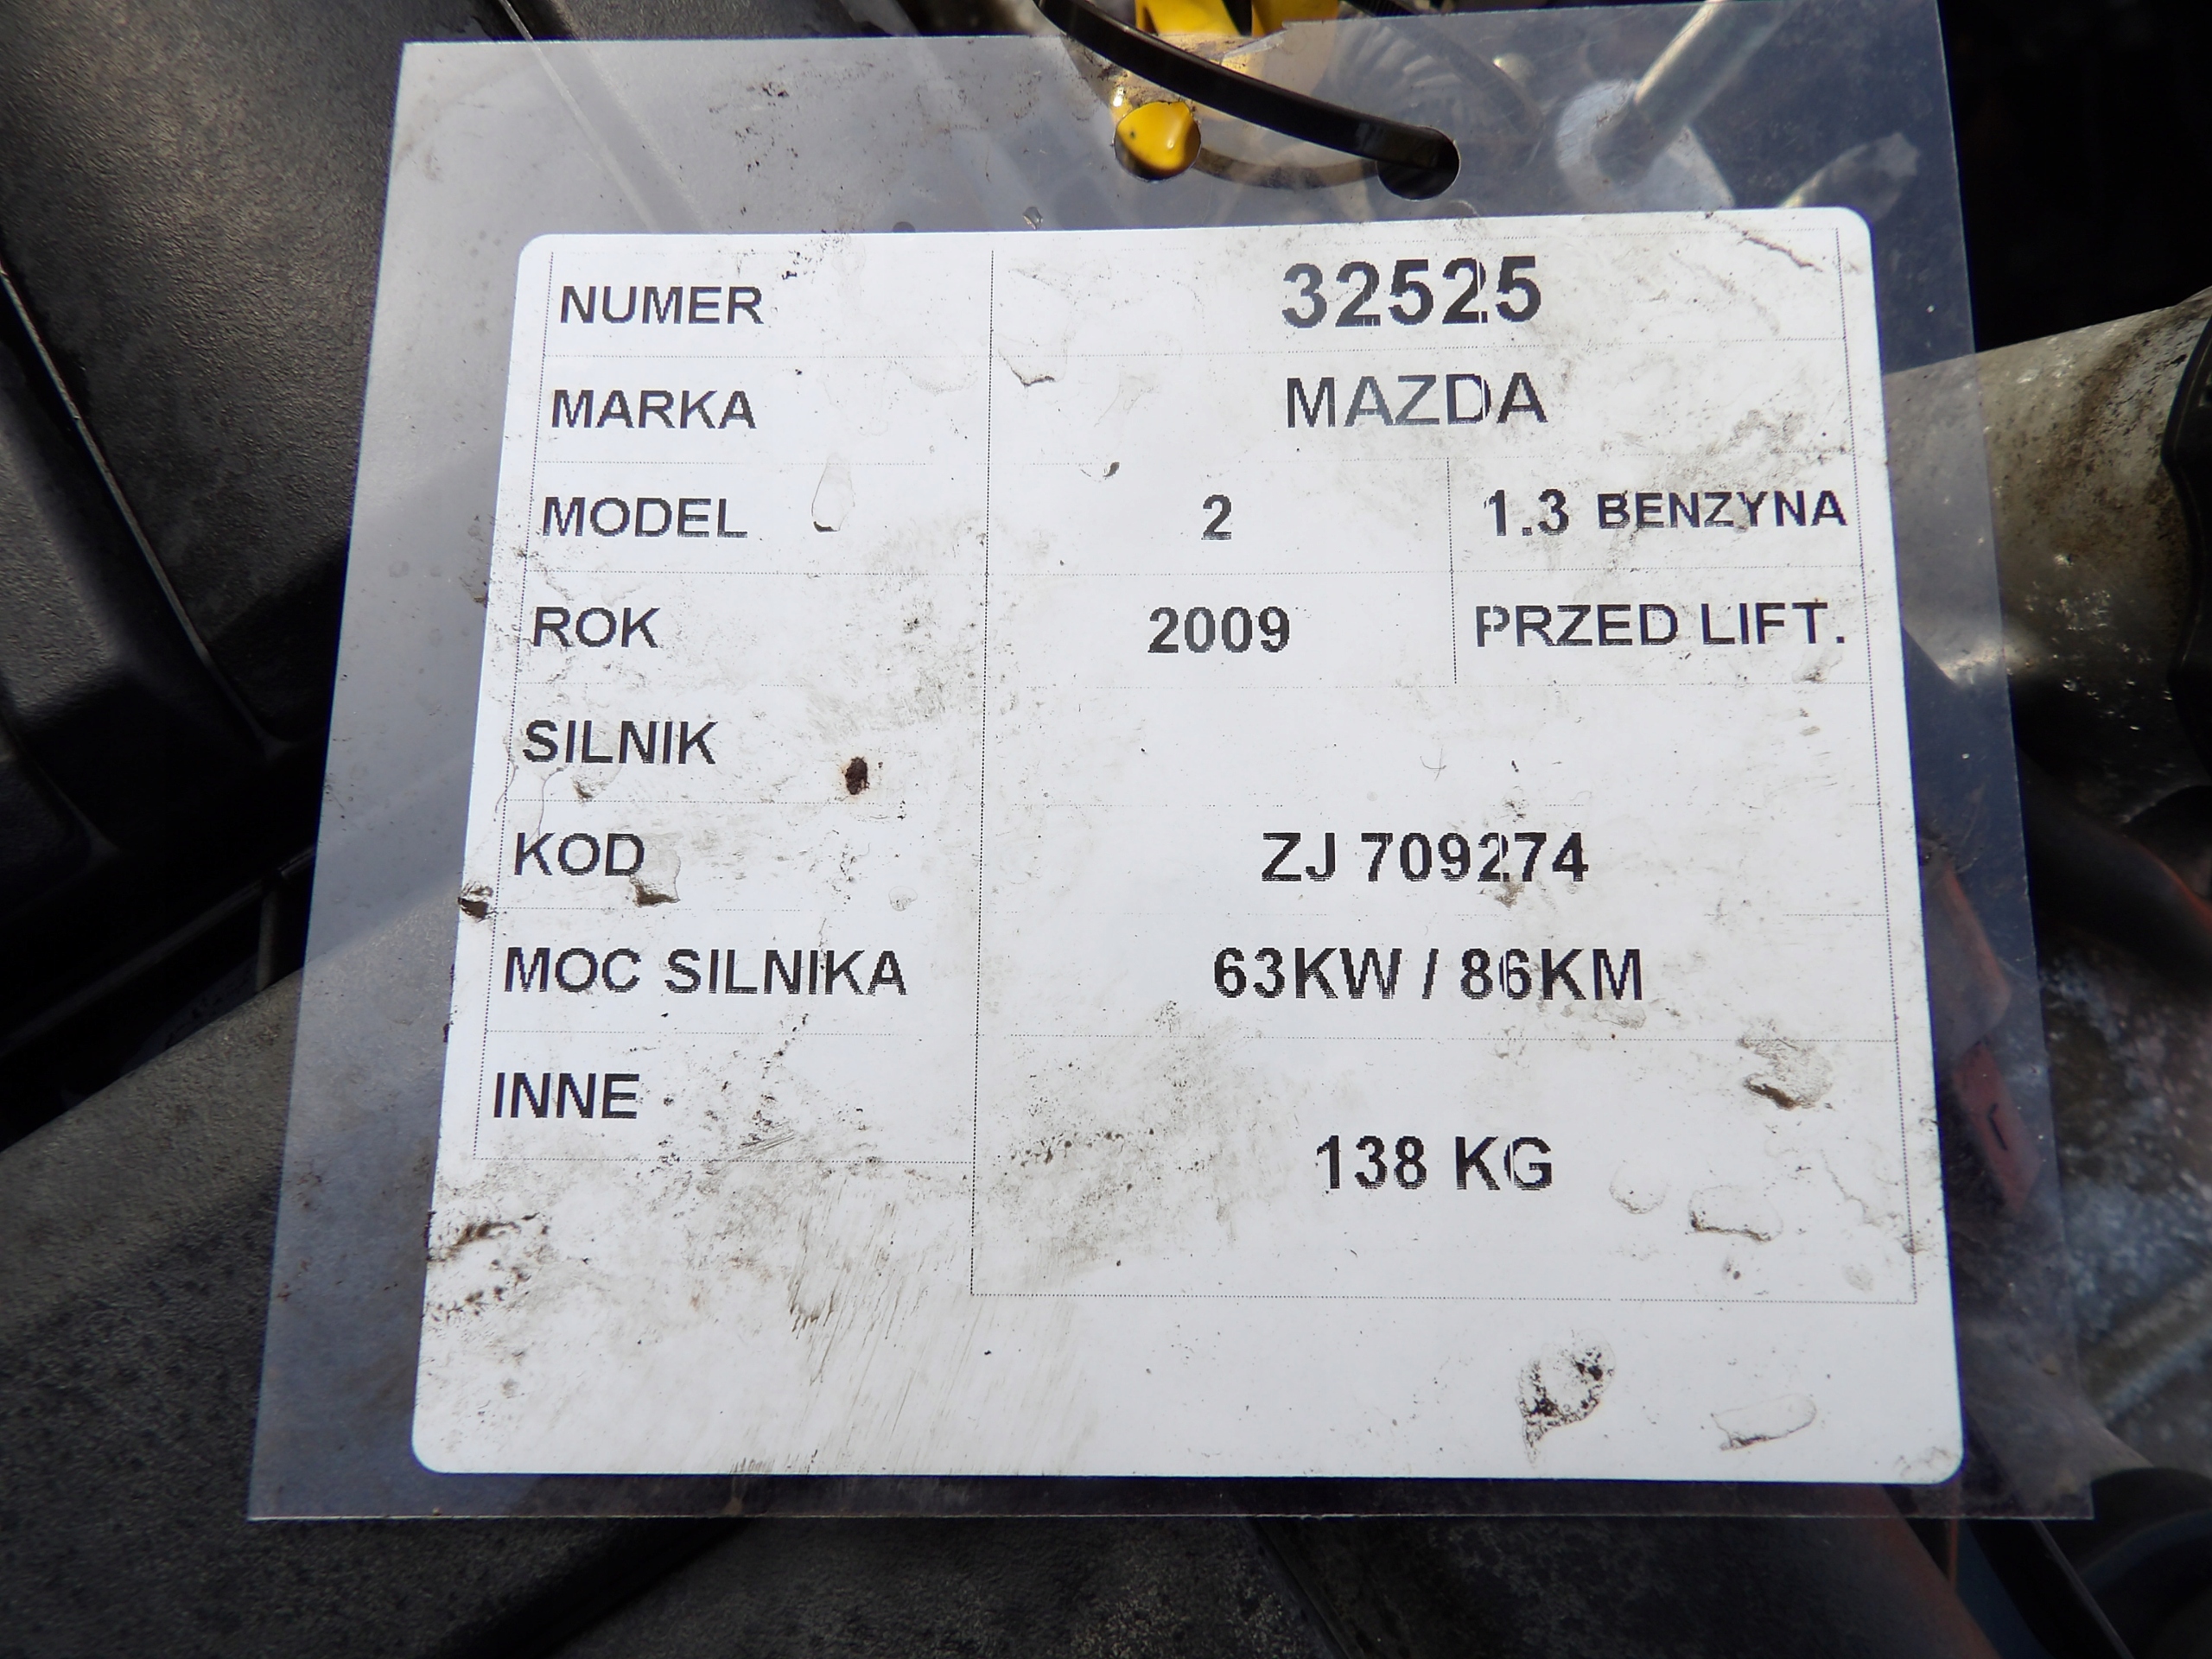 NUMER 32525
MARKA MAZDA
MODEL 2 1.3 BENZYNA
ROK 2009 PRZED LIFT.
SILNIK
KOD ZJ 709274
MOC SILNIKA 63KW / 86KM
INNE
138 KG